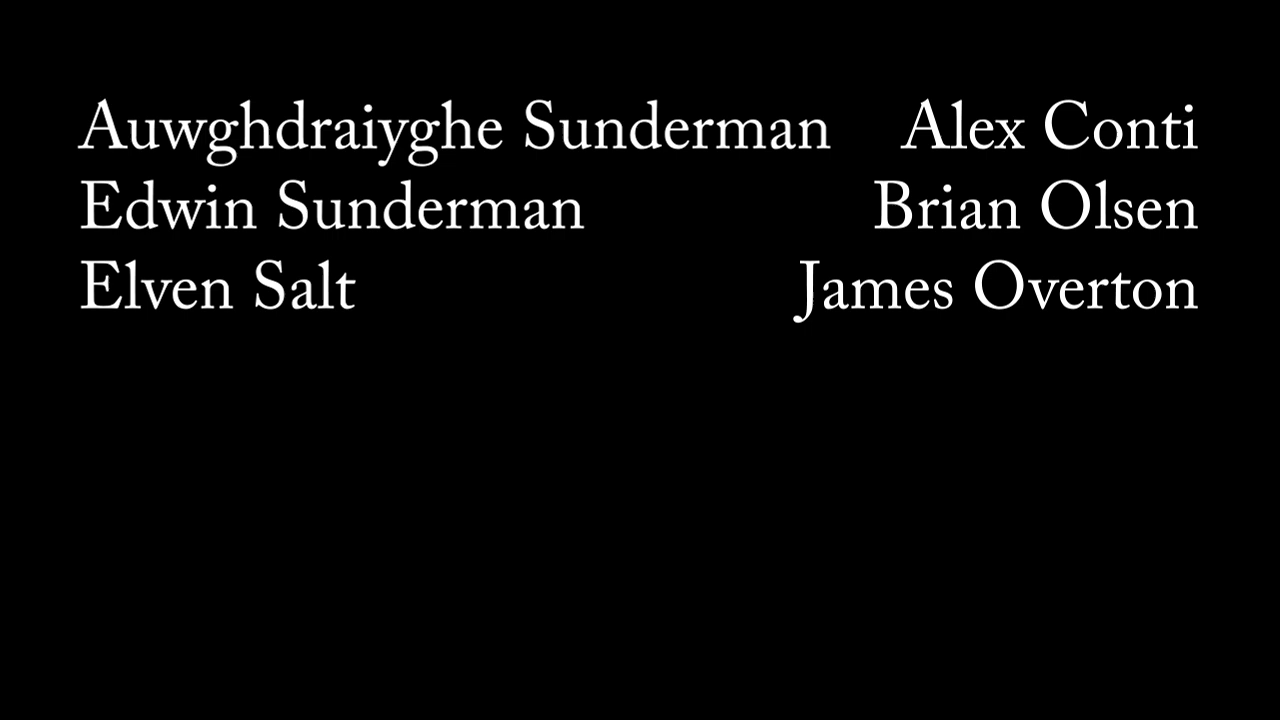 Auwghdraiyghe Sunderman Alex Conti
Edwin Sunderman Brian Olsen
Elven Salt James Overton